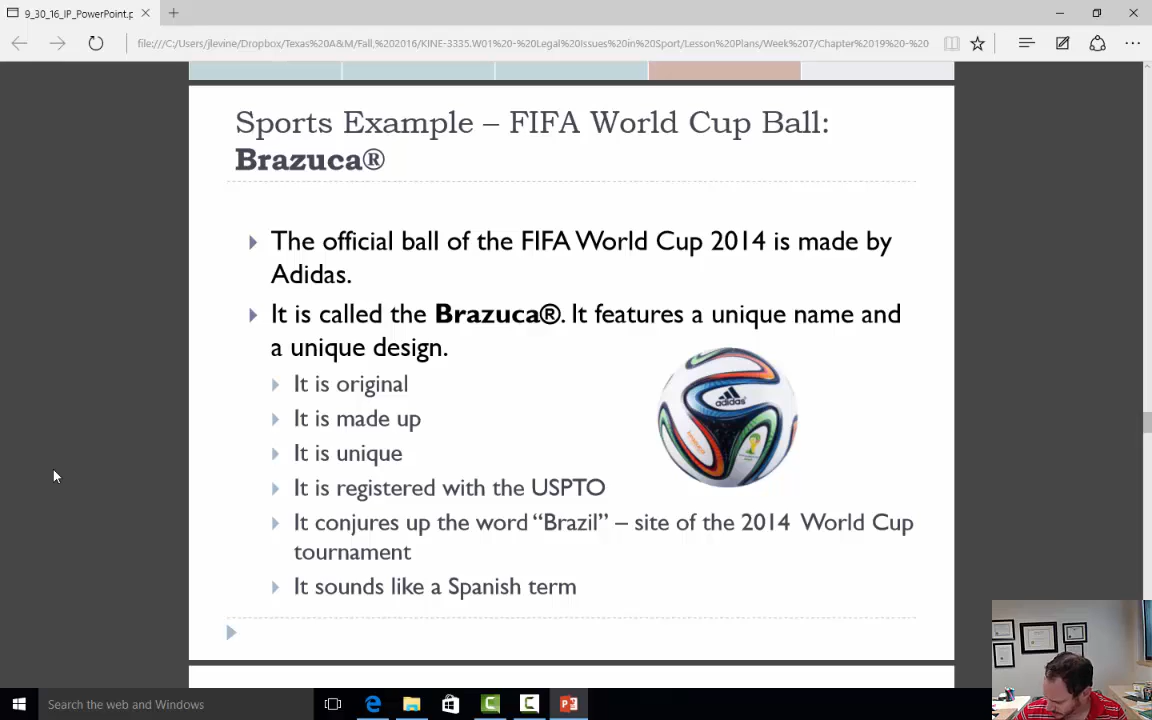 9_30_16_IP_PowerPoint.p
file:///C:/Users/jlevine/Dropbox/Texas%20A&M/Fall,%202016/KINE-3335.W01%20-%20Legal%20Issues%20in%20Sport/Lesson%20Plans/Week%207/Chapter%2019%20-%20
Sports Example – FIFA World Cup Ball:
Brazuca®
The official ball of the FIFA World Cup 2014 is made by
Adidas.
It is called the Brazuca®. It features a unique name and
a unique design.
It is original
It is made up
It is unique
It is registered with the USPTO
It conjures up the word “Brazil” – site of the 2014 World Cup
tournament
It sounds like a Spanish term
adidas
Search the web and Windows